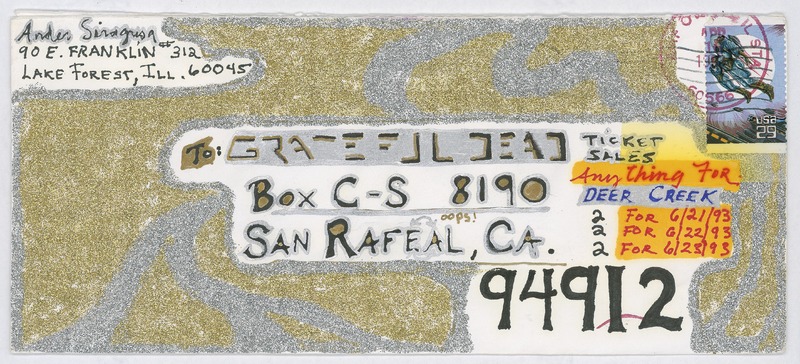 90 E. FRANKLIN #312
LAKE FOREST, ILL. 60045
USA
29
TO: GRATEFUL DEAD
BOX C-S 8190
OOPS!
SAN RAFEAL, CA.
94912
TICKET
SALES
AnyTHING FOR
DEER CREEK
2 FOR 6/21/93
2 FOR 6/22/93
2 FOR 6/23/93